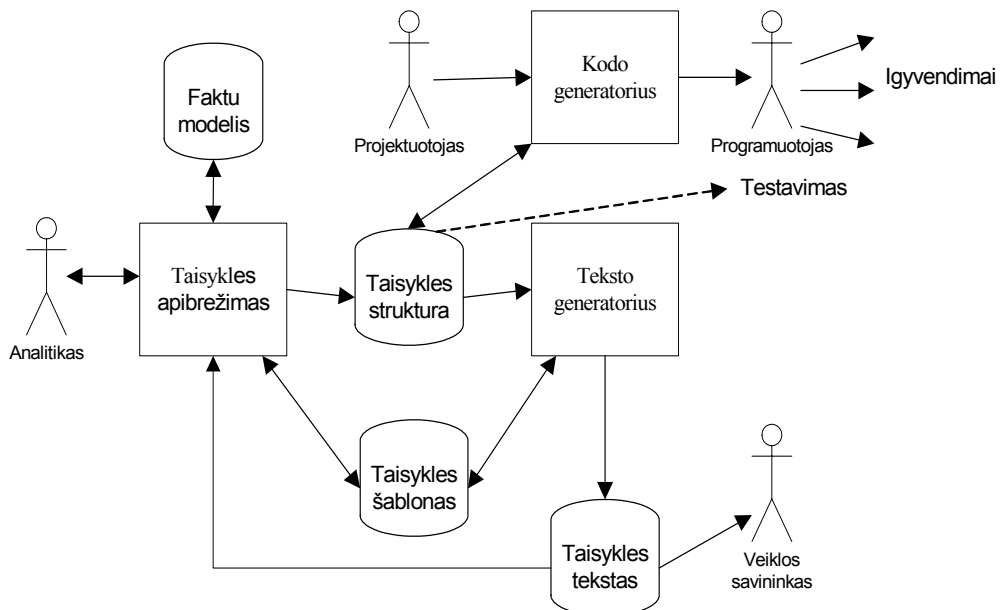 Faktu
modelis
Projektuotojas
Kodo
generatorius
Programuotojas
Igyvendimai
Testavimas
Analitikas
Taisykles
apibrežimas
Taisykles
struktura
Teksto
generatorius
Taisykles
šablonas
Taisykles
tekstas
Veiklos
savininkas